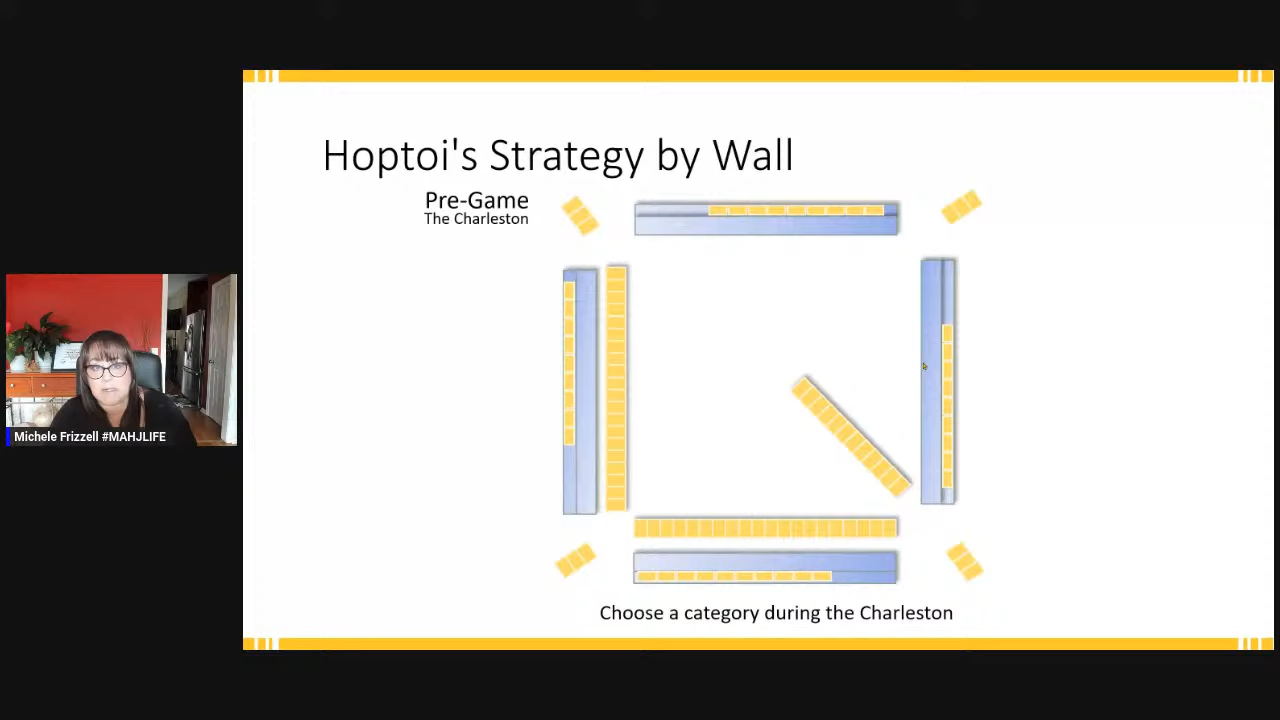 Hoptoi's Strategy by Wall
Pre-Game
The Charleston
Michele Frizzell #MAHJLIFE
Choose a category during the Charleston